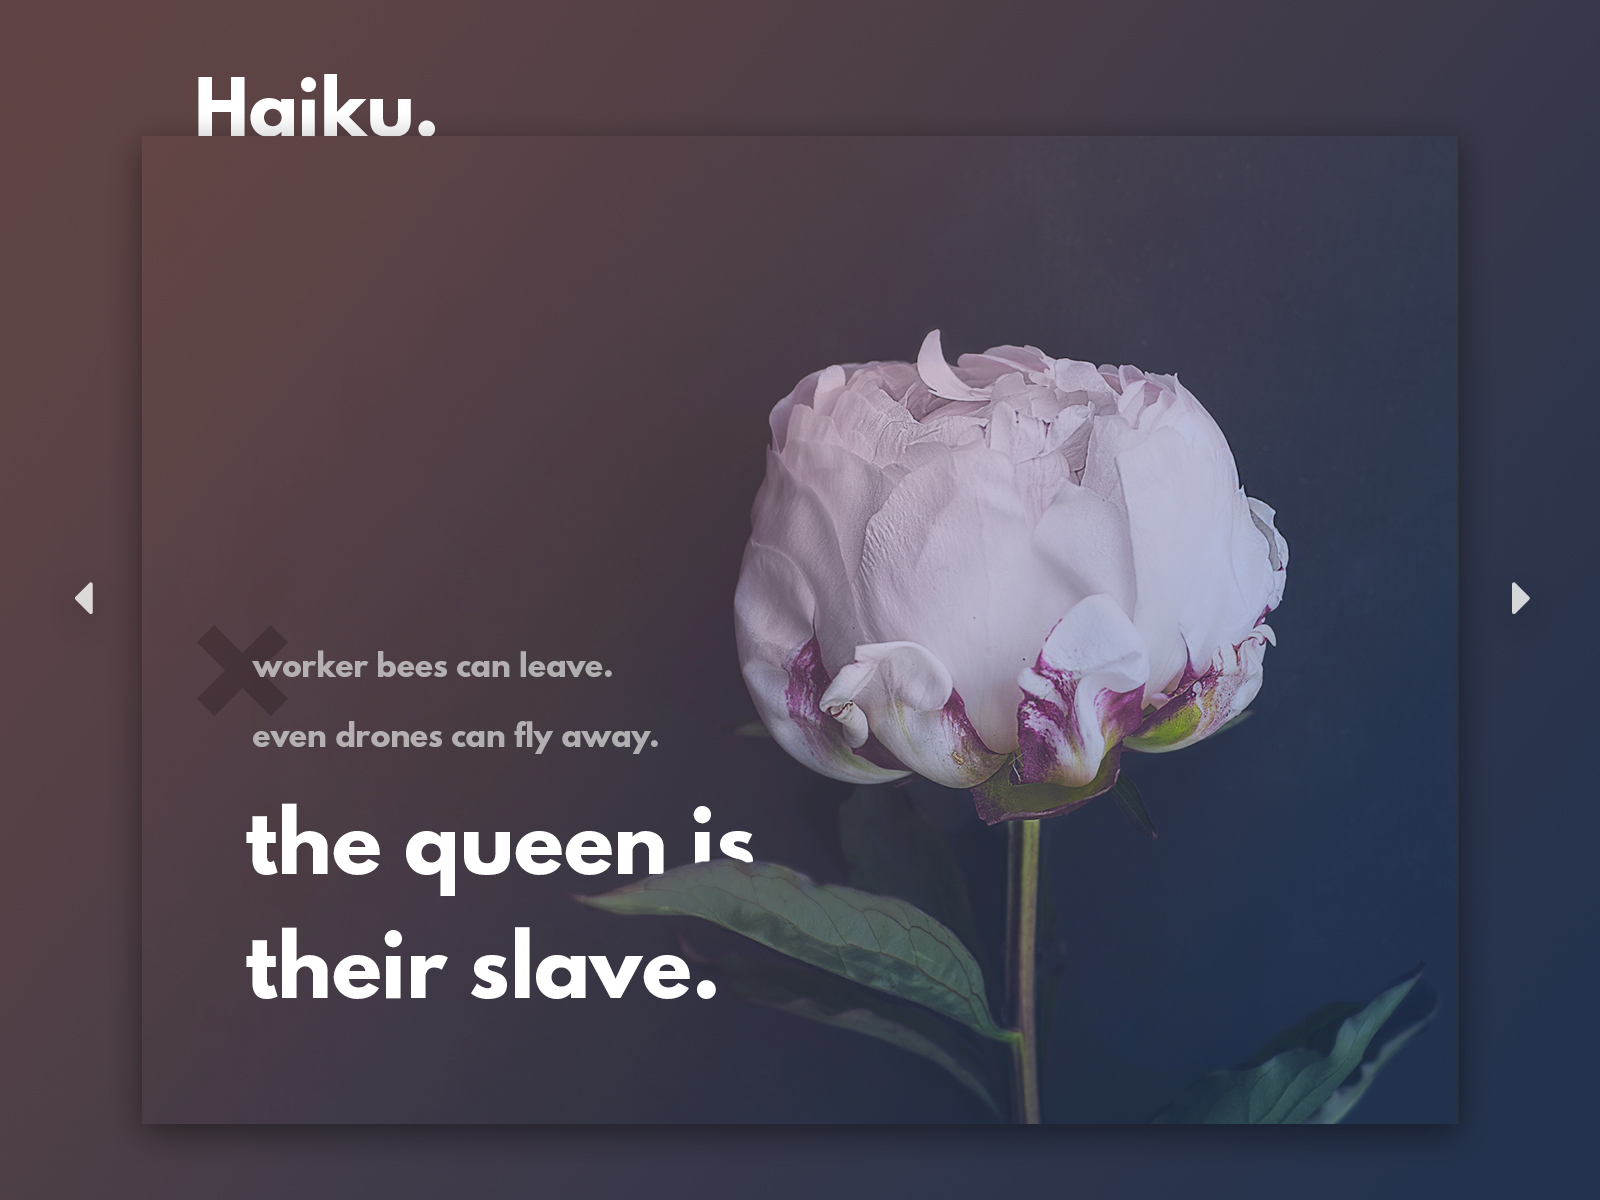 Haiku.
worker bees can leave.
even drones can fly away.
the queen is
their slave.